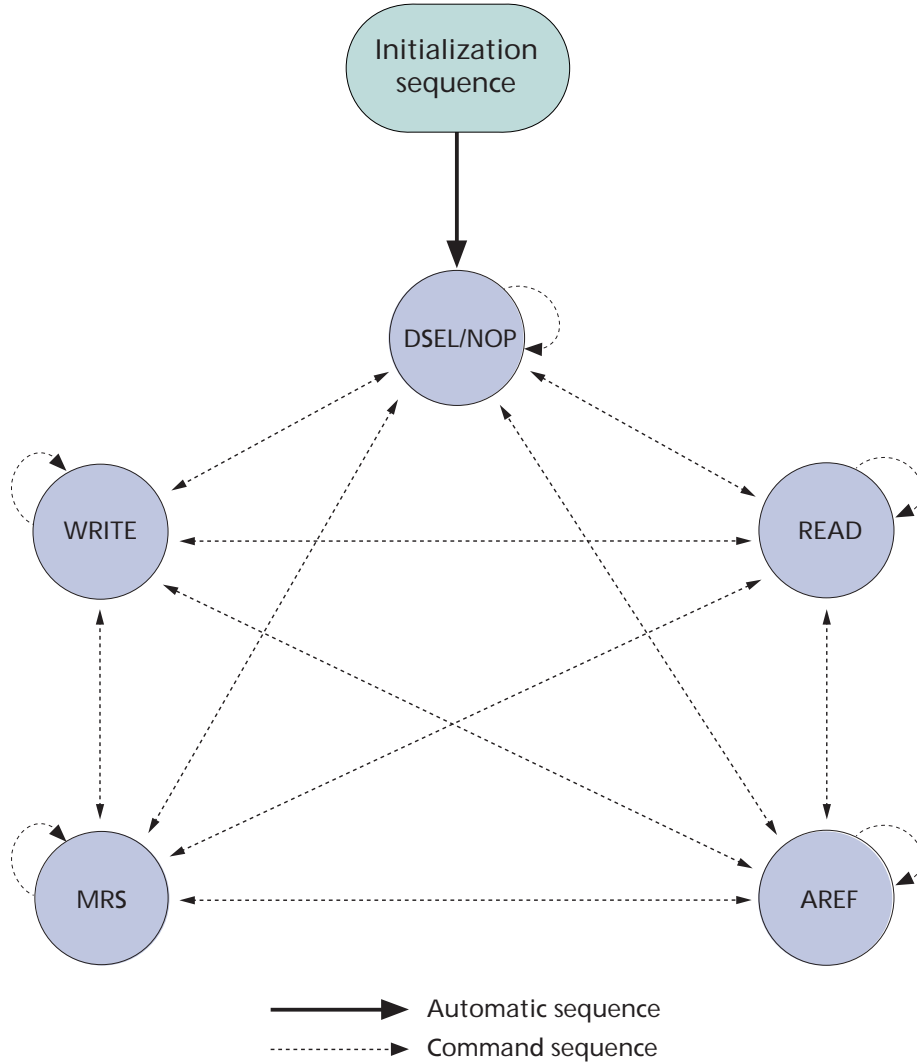 Initialization
sequence
DSEL/NOP
WRITE
READ
MRS
AREF
Automatic sequence
Command sequence